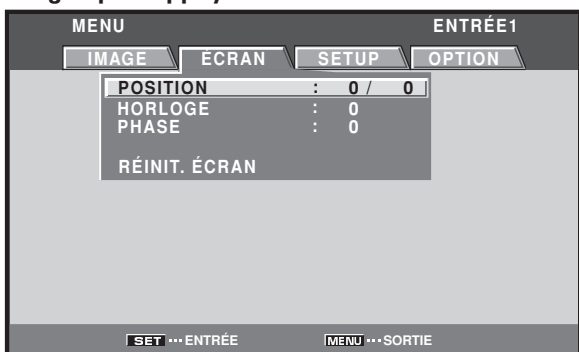 MENU ENTRÉE1
IMAGE ÉCRAN SETUP OPTION
POSITION : 0 / 0
HORLOGE : 0
PHASE : 0
RÉINIT. ÉCRAN
SET ••• ENTRÉE MENU ••• SORTIE